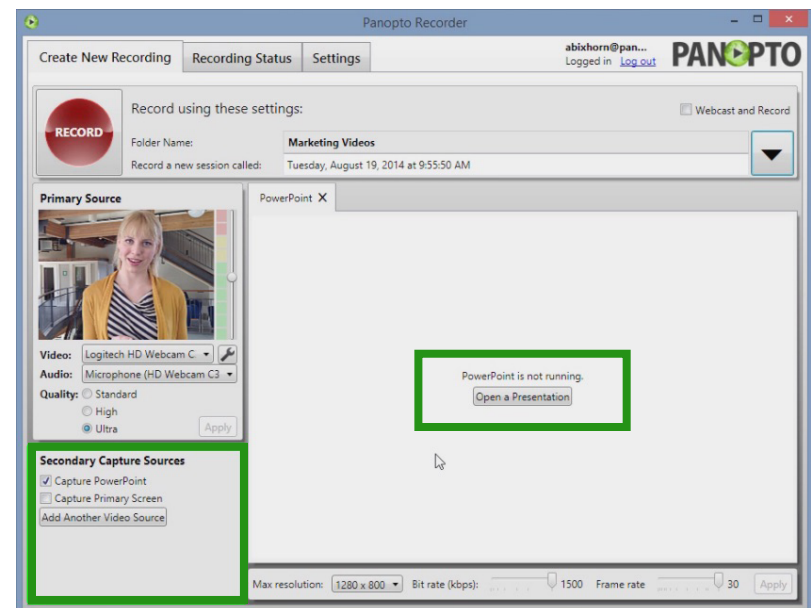 Panopto Recorder
Create New Recording Recording Status Settings
abixhorn@pan...
Logged in Log out
PANOPTO
RECORD
Record using these settings:
Webcast and Record
Folder Name: Marketing Videos
Record a new session called: Tuesday, August 19, 2014 at 9:55:50 AM
Primary Source
PowerPoint X
Video: Logitech HD Webcam C
Audio: Microphone (HD Webcam C3
Quality: Standard
High
Ultra
Apply
PowerPoint is not running.
Open a Presentation
Secondary Capture Sources
Capture PowerPoint
Capture Primary Screen
Add Another Video Source
Max resolution: 1280 x 800 Bit rate (kbps): 1500 Frame rate 30 Apply